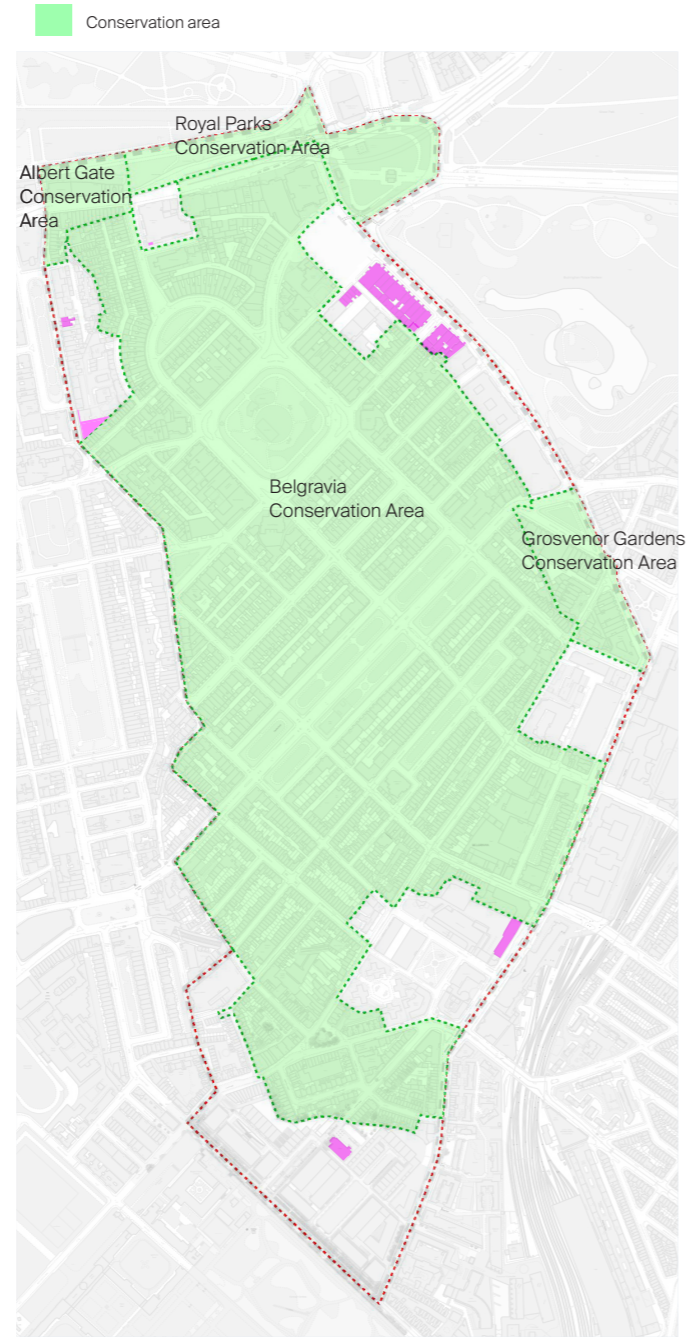 Conservation area
Royal Parks
Conservation Area
Albert Gate
Conservation
Area
Belgravia
Conservation Area
Grosvenor Gardens
Conservation Area